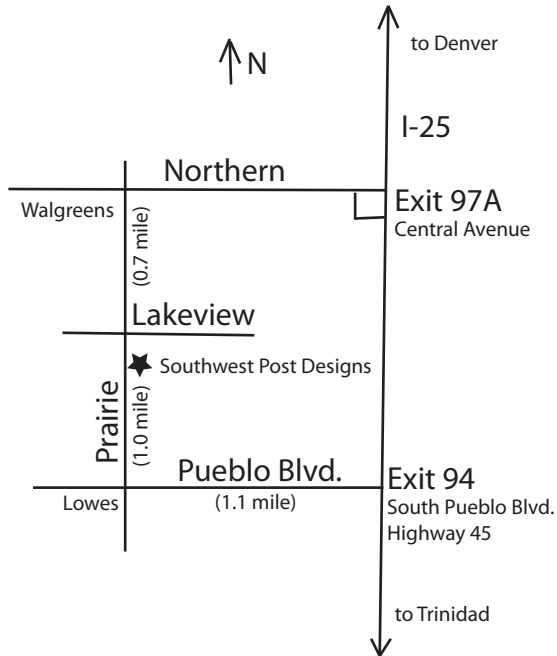 to Denver
N
I-25
Northern
Exit 97A
Central Avenue
Walgreens
(0.7 mile)
Lakeview
Southwest Post Designs
Prairie
(1.0 mile)
Pueblo Blvd.
Exit 94
Lowes
(1.1 mile)
South Pueblo Blvd.
Highway 45
to Trinidad